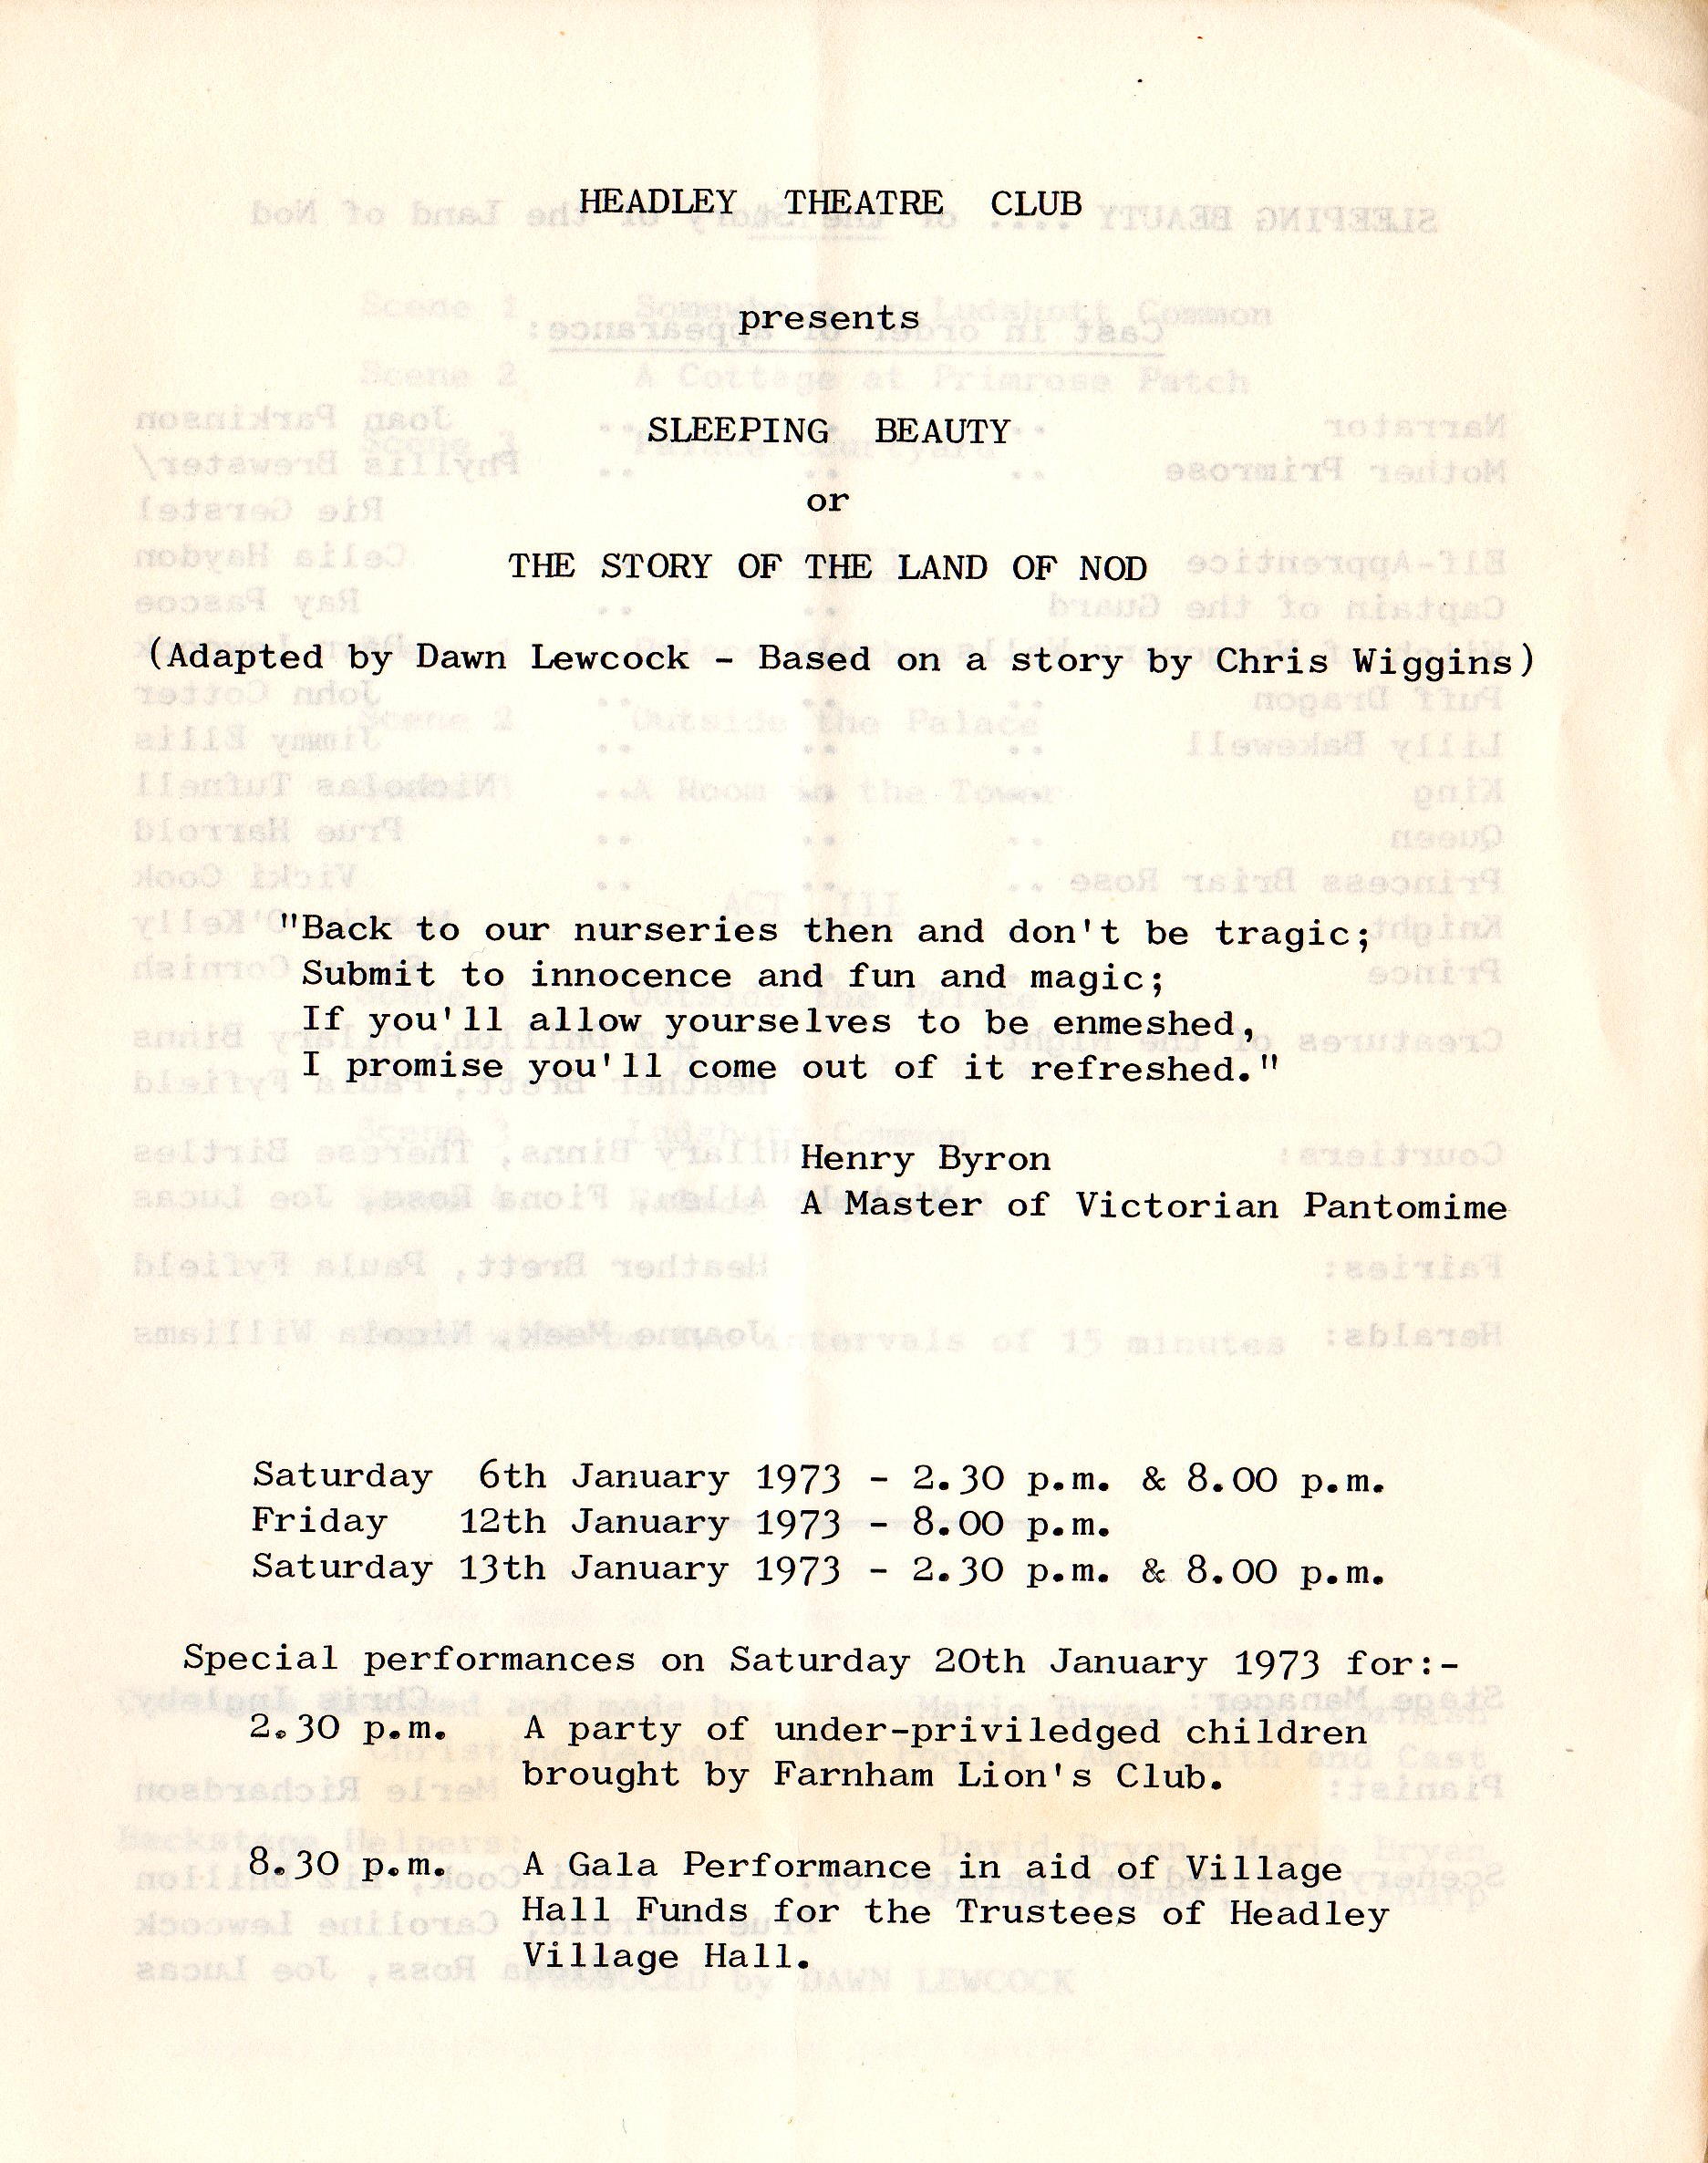 HEADLEY THEATRE CLUB
presents
SLEEPING BEAUTY
or
THE STORY OF THE LAND OF NOD
(Adapted by Dawn Lewcock - Based on a story by Chris Wiggins)
"Back to our nurseries then and don't be tragic;
Submit to innocence and fun and magic;
If you'll allow yourselves to be enmeshed,
I promise you'll come out of it refreshed."
Henry Byron
A Master of Victorian Pantomime
Saturday 6th January 1973 - 2.30 p.m. & 8.00 p.m.
Friday 12th January 1973 - 8.00 p.m.
Saturday 13th January 1973 - 2.30 p.m. & 8.00 p.m.
Special performances on Saturday 20th January 1973 for:-
2.30 p.m. A party of under-priviledged children
brought by Farnham Lion's Club.
8.30 p.m. A Gala Performance in aid of Village
Hall Funds for the Trustees of Headley
Village Hall.